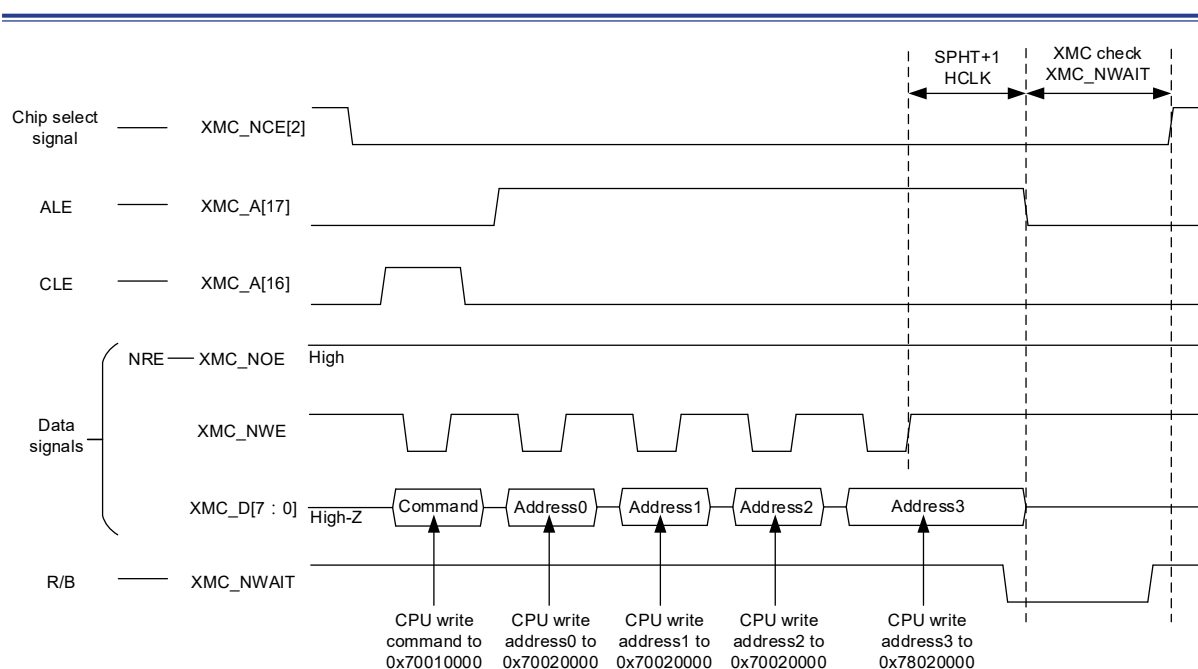 SPHT+1
HCLK
XMC check
XMC_NWAIT
Chip select
signal
XMC_NCE[2]
ALE
XMC_A[17]
CLE
XMC_A[16]
NRE
XMC_NOE
High
Data
signals
XMC_NWE
XMC_D[7 : 0]
High-Z
Command
Address0
Address1
Address2
Address3
R/B
XMC_NWAIT
CPU write
command to
0x70010000
CPU write
address0 to
0x70020000
CPU write
address1 to
0x70020000
CPU write
address2 to
0x70020000
CPU write
address3 to
0x78020000